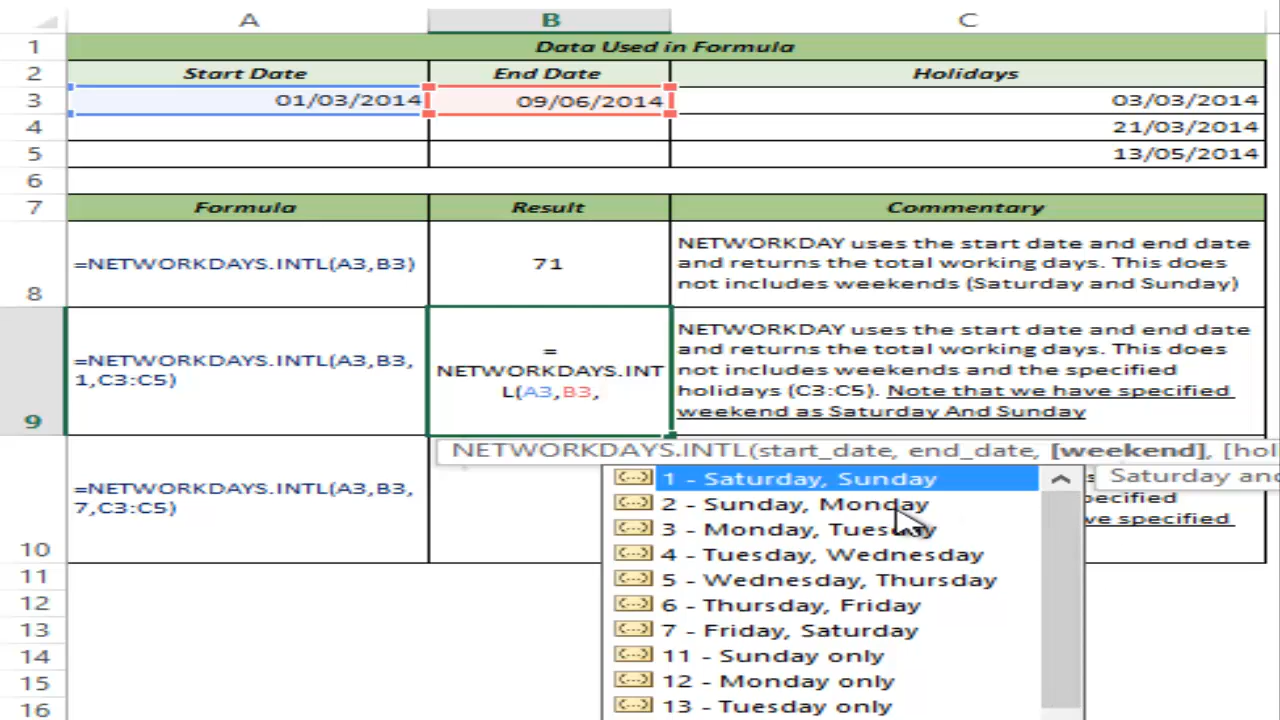 A B C
1 Data Used in Formula
2 Start Date End Date Holidays
3 01/03/2014 09/06/2014 03/03/2014
4 21/03/2014
5 13/05/2014
6
7 Formula Result Commentary
NETWORKDAY uses the start date and end date
=NETWORKDAYS.INTL(A3,B3) 71 and returns the total working days. This does
8 not includes weekends (Saturday and Sunday)
NETWORKDAY uses the start date and end date
=NETWORKDAYS.INTL(A3,B3, = and returns the total working days. This does
1,C3:C5) NETWORKDAYS.INT not includes weekends and the specified
L(A3,B3, holidays (C3:C5). Note that we have specified
9 weekend as Saturday And Sunday
NETWORKDAYS.INTL(start_date, end_date, [weekend], [hol
1 - Saturday, Sunday Saturday and
=NETWORKDAYS.INTL(A3,B3, 2 - Sunday, Monday
7,C3:C5) 3 - Monday, Tuesday ve specified
10 4 - Tuesday, Wednesday
11 5 - Wednesday, Thursday
12 6 - Thursday, Friday
13 7 - Friday, Saturday
14 11 - Sunday only
15 12 - Monday only
16 13 - Tuesday only